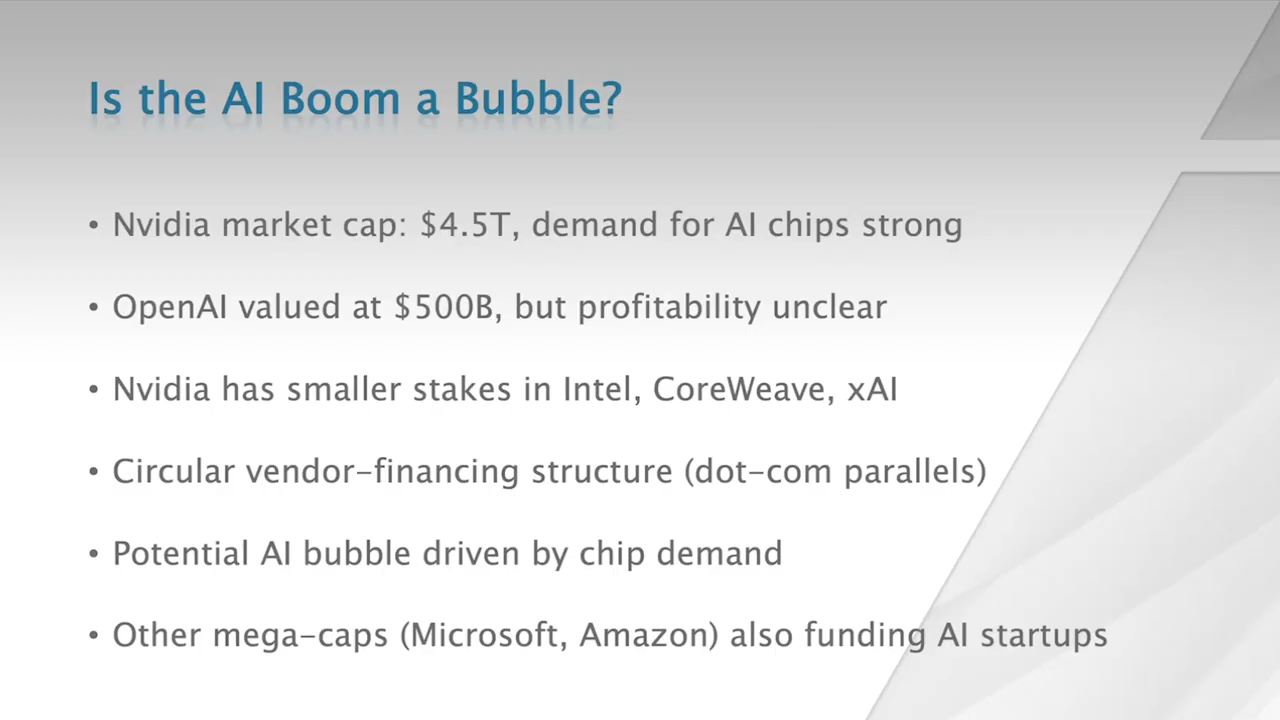 Is the AI Boom a Bubble?
• Nvidia market cap: $4.5T, demand for AI chips strong
• OpenAI valued at $500B, but profitability unclear
• Nvidia has smaller stakes in Intel, CoreWeave, xAI
• Circular vendor-financing structure (dot-com parallels)
• Potential AI bubble driven by chip demand
• Other mega-caps (Microsoft, Amazon) also funding AI startups